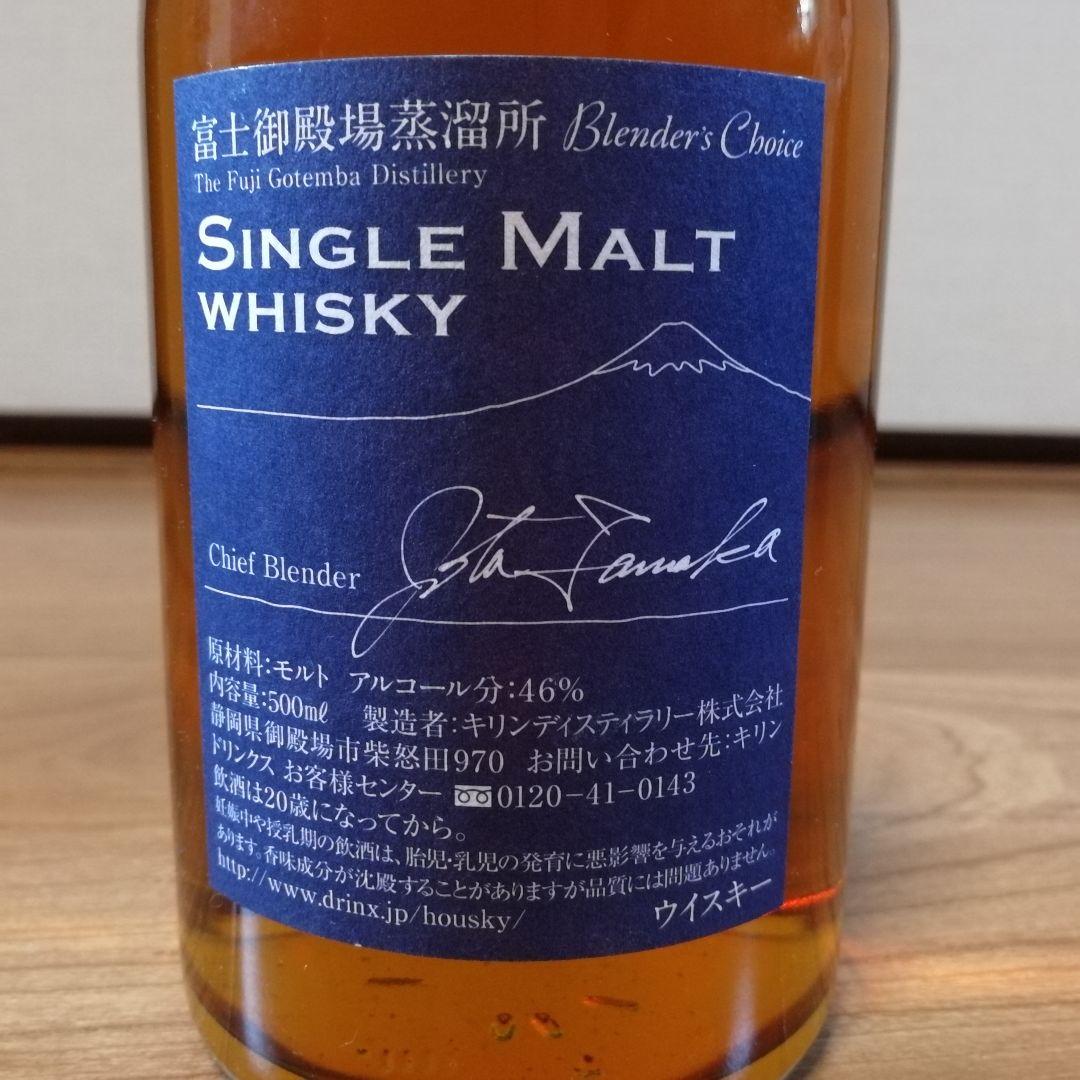 富士御殿場蒸溜所 Blender's Choice
The Fuji Gotemba Distillery
SINGLE MALT
WHISKY
Chief Blender Jota Tanaka
原材料:モルト アルコール分:46%
内容量:500㎖ 製造者:キリンディスティラリー株式会社
静岡県御殿場市柴怒田970 お問い合わせ先:キリン
ドリンクス お客様センター 0120-41-0143
飲酒は20歳になってから。
妊娠中や授乳期の飲酒は、胎児・乳児の発育に悪影響を与えるおそれが
あります。香味成分が沈殿することがありますが品質には問題ありません。
http://www.drinx.jp/housky/ ウイスキー